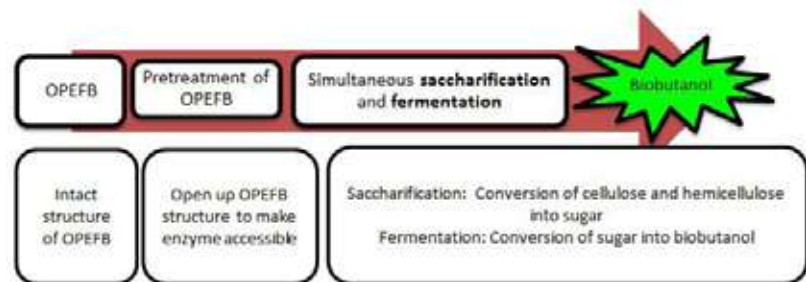 OPEFB
Pretreatment of
OPEFB
Simultaneous saccharification
and fermentation
Biobutanol
Intact
structure
of OPEFB
Open up OPEFB
structure to make
enzyme accessible
Saccharification: Conversion of cellulose and hemicellulose
into sugar
Fermentation: Conversion of sugar into biobutanol